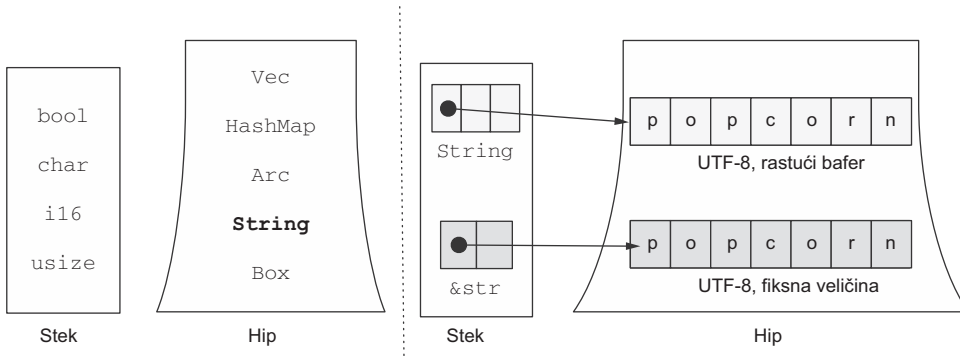 bool
char
i16
usize
Stek
Vec
HashMap
Arc
String
Box
Hip
String
&str
Stek
p o p c o r n
UTF-8, rastući bafer
p o p c o r n
UTF-8, fiksna veličina
Hip